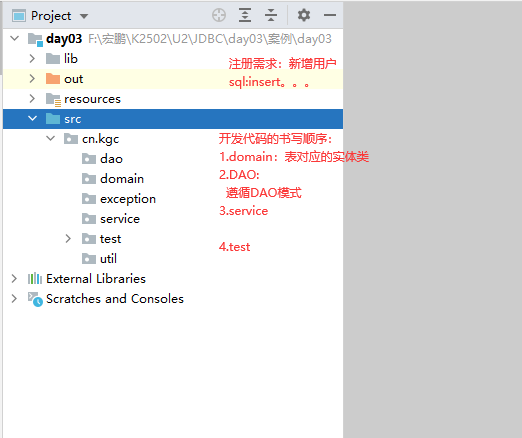 Project
day03 F:\宏鹏\K2502\U2\JDBC\day03\案例\day03
lib
out
resources
src
cn.kgc
dao
domain
exception
service
test
util
External Libraries
Scratches and Consoles
注册需求：新增用户
sql:insert。。。
开发代码的书写顺序：
1.domain：表对应的实体类
2.DAO:
遵循DAO模式
3.service
4.test